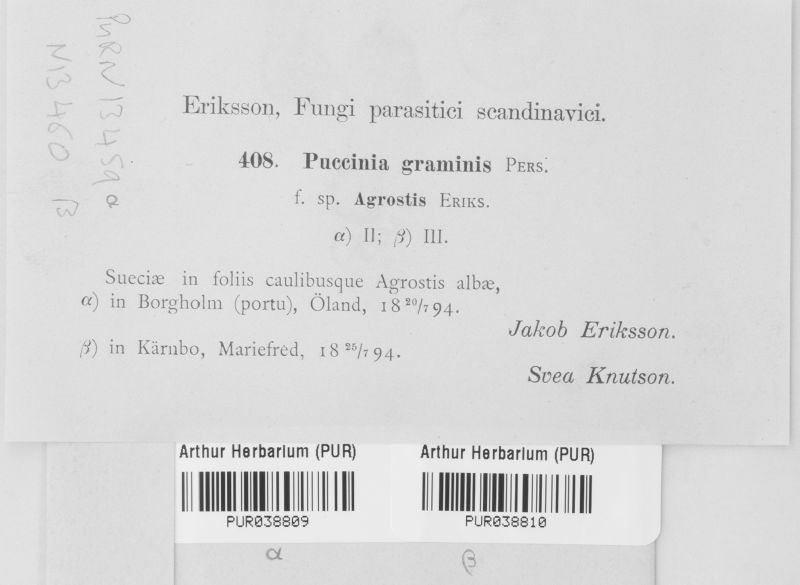 PURN 13459 α
N13460 β
Eriksson, Fungi parasitici scandinavici.
408. Puccinia graminis PERS.
f. sp. Agrostis ERIKS.
α) II; β) III.
Sueciæ in foliis caulibusque Agrostis albæ,
α) in Borgholm (portu), Öland, 18 20/7 94.
Jakob Eriksson.
β) in Kärnbo, Mariefred, 18 25/7 94.
Svea Knutson.
Arthur Herbarium (PUR)
PUR038809
α
Arthur Herbarium (PUR)
PUR038810
β